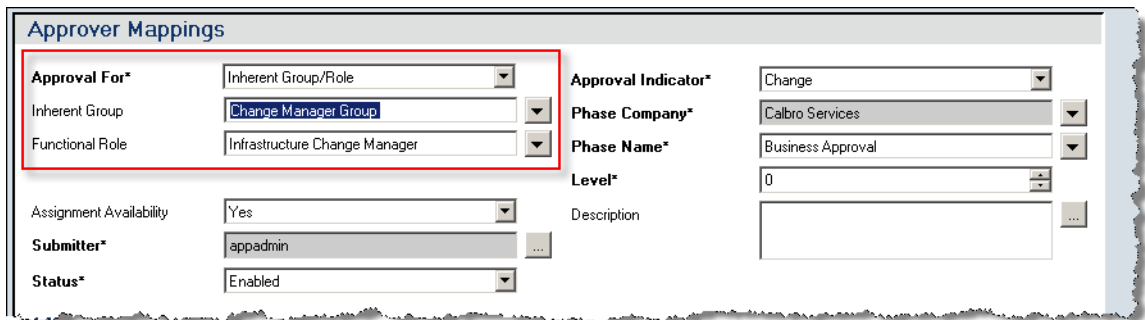 Approver Mappings
Approval For* Inherent Group/Role
Inherent Group Change Manager Group
Functional Role Infrastructure Change Manager
Assignment Availability Yes
Submitter* appadmin ...
Status* Enabled
Approval Indicator* Change
Phase Company* Calbro Services
Phase Name* Business Approval
Level* 0
Description ...